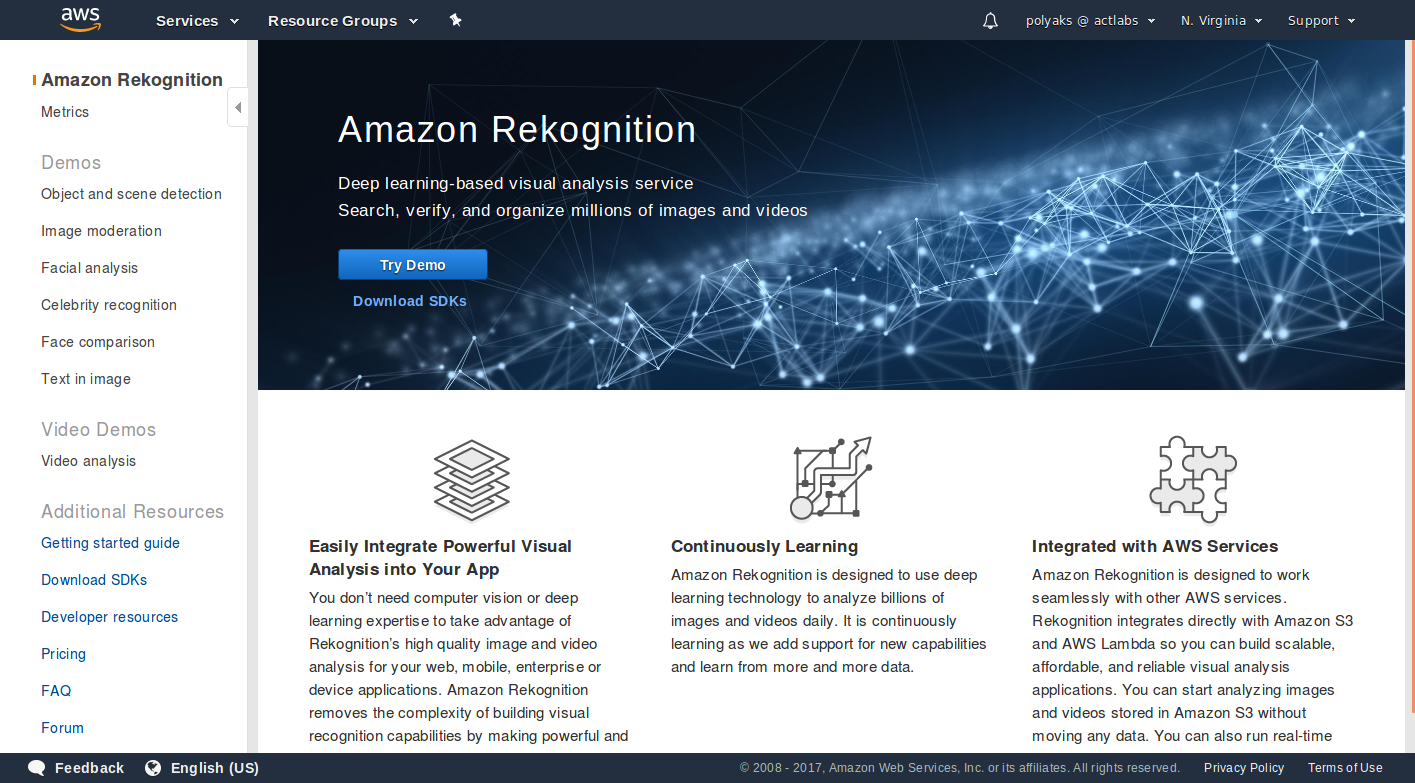 aws
Services
Resource Groups
polyaks @ actlabs
N. Virginia
Support
Amazon Rekognition
Metrics
Demos
Object and scene detection
Image moderation
Facial analysis
Celebrity recognition
Face comparison
Text in image
Video Demos
Video analysis
Additional Resources
Getting started guide
Download SDKs
Developer resources
Pricing
FAQ
Forum
Amazon Rekognition
Deep learning-based visual analysis service
Search, verify, and organize millions of images and videos
Try Demo
Download SDKs
Easily Integrate Powerful Visual
Analysis into Your App
You don't need computer vision or deep
learning expertise to take advantage of
Rekognition's high quality image and video
analysis for your web, mobile, enterprise or
device applications. Amazon Rekognition
removes the complexity of building visual
recognition capabilities by making powerful and
Continuously Learning
Amazon Rekognition is designed to use deep
learning technology to analyze billions of
images and videos daily. It is continuously
learning as we add support for new capabilities
and learn from more and more data.
Integrated with AWS Services
Amazon Rekognition is designed to work
seamlessly with other AWS services.
Rekognition integrates directly with Amazon S3
and AWS Lambda so you can build scalable,
affordable, and reliable visual analysis
applications. You can start analyzing images
and videos stored in Amazon S3 without
moving any data. You can also run real-time
Feedback
English (US)
© 2008 - 2017, Amazon Web Services, Inc. or its affiliates. All rights reserved.
Privacy Policy
Terms of Use